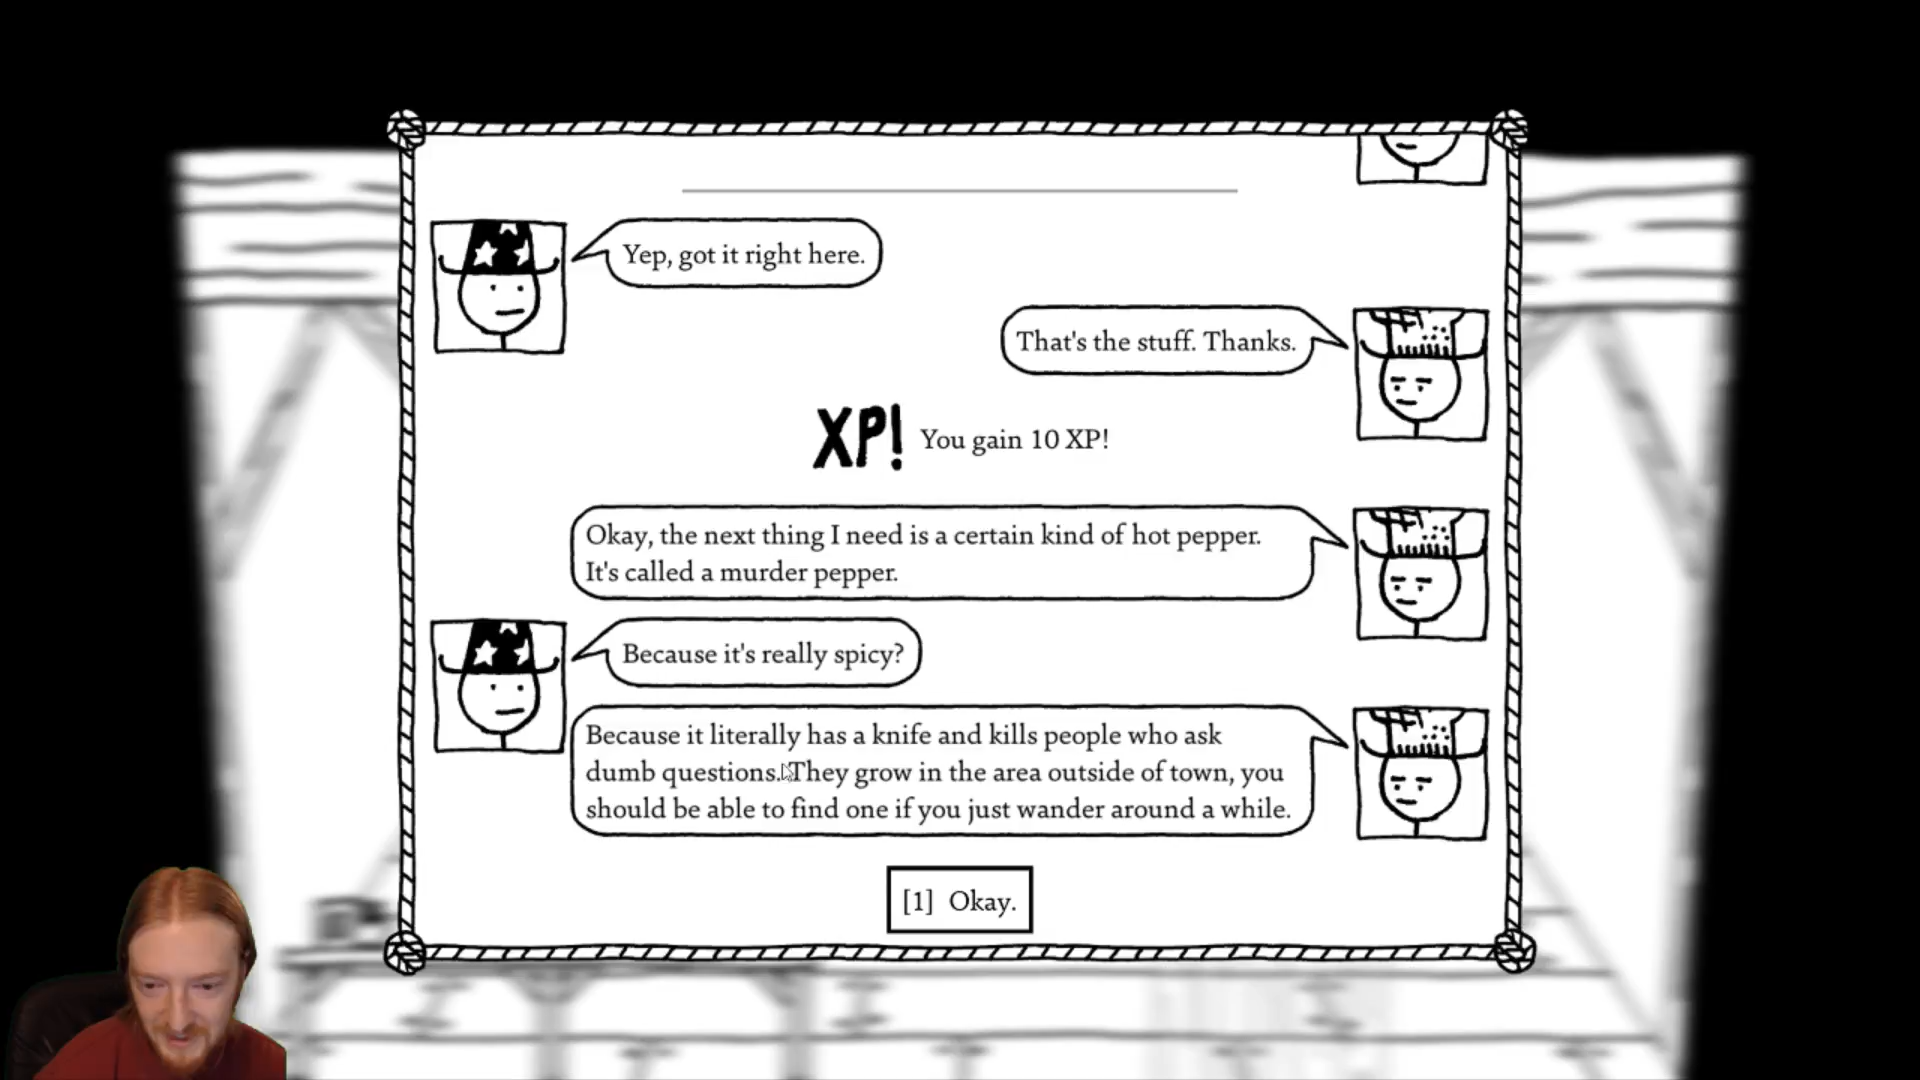 Yep, got it right here.
That's the stuff. Thanks.
XP! You gain 10 XP!
Okay, the next thing I need is a certain kind of hot pepper.
It's called a murder pepper.
Because it's really spicy?
Because it literally has a knife and kills people who ask
dumb questions. They grow in the area outside of town, you
should be able to find one if you just wander around a while.
[1] Okay.